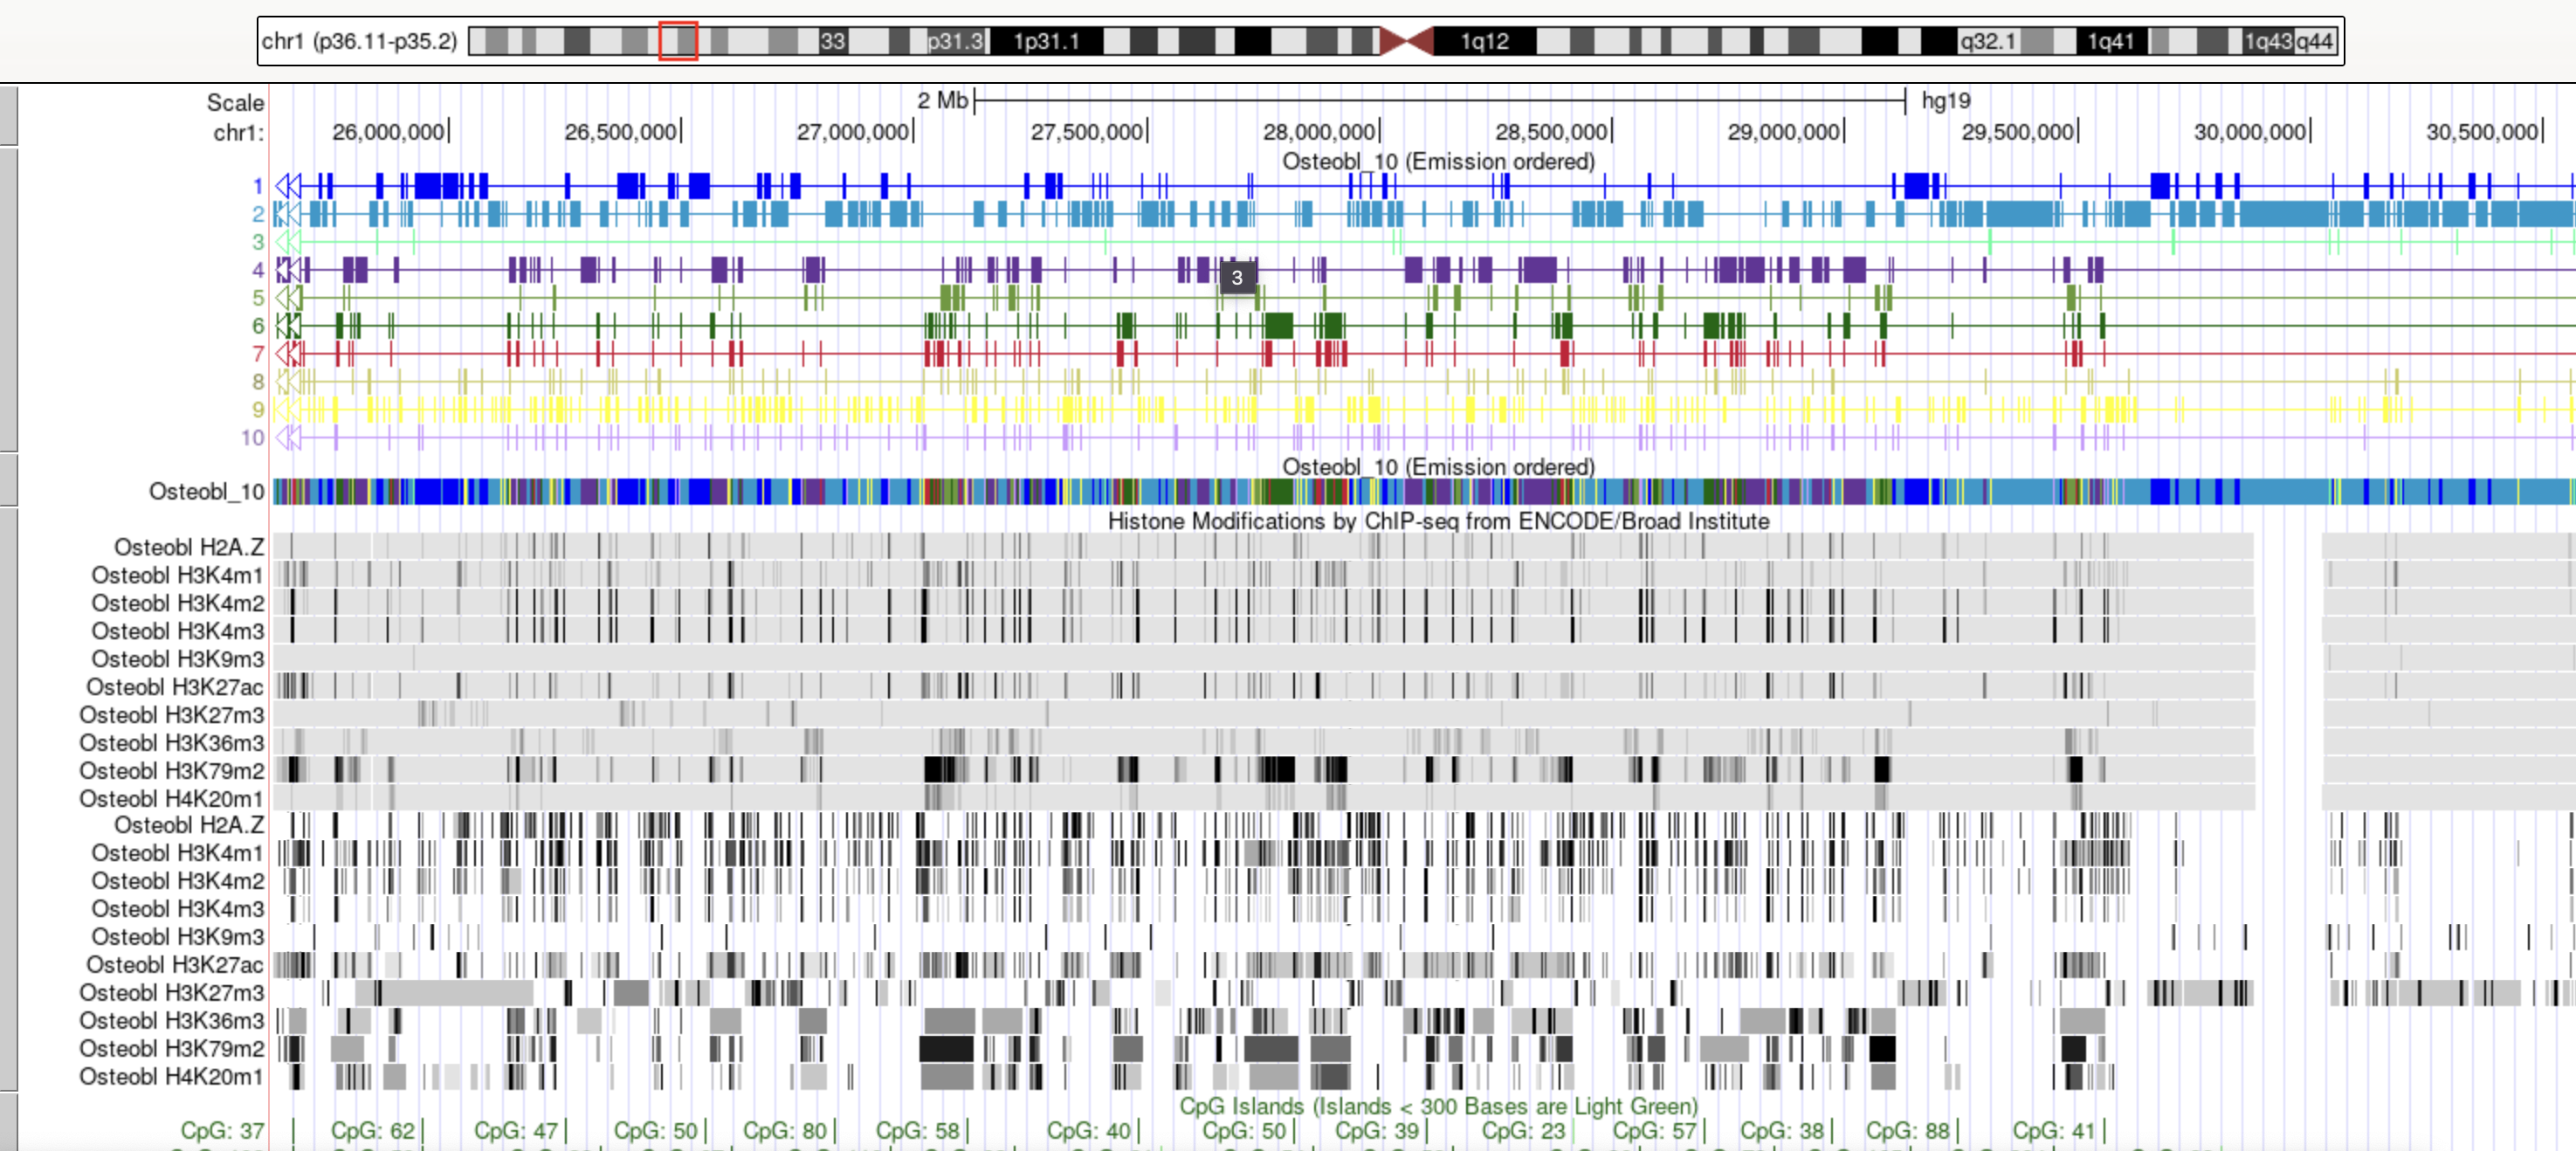 chr1 (p36.11-p35.2) 33 p31.3 1p31.1 1q12 q32.1 1q41 1q43 q44
Scale 2 Mb hg19
chr1: 26,000,000 26,500,000 27,000,000 27,500,000 28,000,000 28,500,000 29,000,000 29,500,000 30,000,000 30,500,000
Osteobl_10 (Emission ordered)
1
2
3
4
3
5
6
7
8
9
10
Osteobl_10 (Emission ordered)
Osteobl_10
Histone Modifications by ChIP-seq from ENCODE/Broad Institute
Osteobl H2A.Z
Osteobl H3K4m1
Osteobl H3K4m2
Osteobl H3K4m3
Osteobl H3K9m3
Osteobl H3K27ac
Osteobl H3K27m3
Osteobl H3K36m3
Osteobl H3K79m2
Osteobl H4K20m1
Osteobl H2A.Z
Osteobl H3K4m1
Osteobl H3K4m2
Osteobl H3K4m3
Osteobl H3K9m3
Osteobl H3K27ac
Osteobl H3K27m3
Osteobl H3K36m3
Osteobl H3K79m2
Osteobl H4K20m1
CpG Islands (Islands < 300 Bases are Light Green)
CpG: 37 CpG: 62 CpG: 47 CpG: 50 CpG: 80 CpG: 58 CpG: 40 CpG: 50 CpG: 39 CpG: 23 CpG: 57 CpG: 38 CpG: 88 CpG: 41